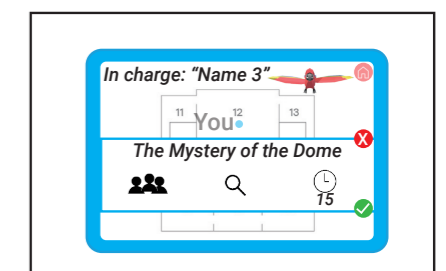 In charge: "Name 3"
11 12 13
You
X
The Mystery of the Dome
15